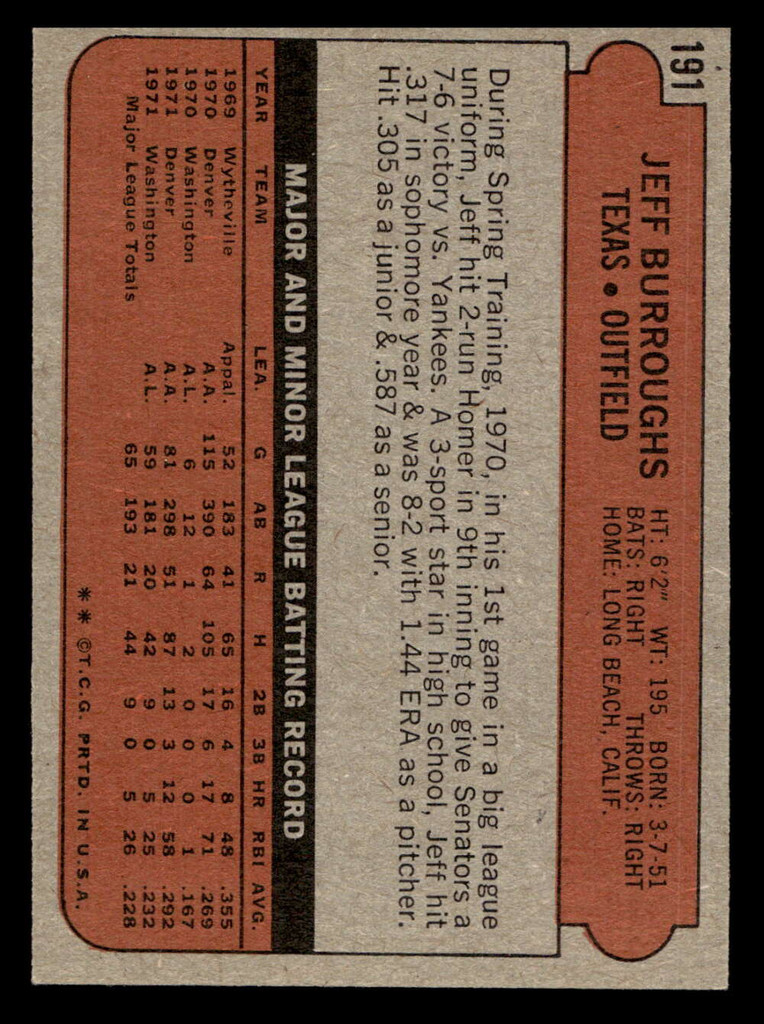 191
JEFF BURROUGHS
TEXAS • OUTFIELD
HT: 6'2" WT: 195 BORN: 3-7-51
BATS: RIGHT THROWS: RIGHT
HOME: LONG BEACH, CALIF.
During Spring Training, 1970, in his 1st game in a big league
uniform, Jeff hit 2-run Homer in 9th inning to give Senators a
7-6 victory vs. Yankees. A 3-sport star in high school, Jeff hit
.317 in sophomore year & was 8-2 with 1.44 ERA as a pitcher.
Hit .305 as a junior & .587 as a senior.
MAJOR AND MINOR LEAGUE BATTING RECORD
YEAR TEAM LEA. G AB R H 2B 3B HR RBI AVG.
1969 Wytheville Appal. 52 183 41 65 16 4 8 48 .355
1970 Denver A.A. 115 390 64 105 17 6 17 71 .269
1970 Washington A.L. 6 12 1 2 0 0 0 1 .167
1971 Denver A.A. 81 298 51 87 13 3 12 58 .292
1971 Washington A.L. 59 181 20 42 9 0 5 25 .232
Major League Totals 65 193 21 44 9 0 5 26 .228
** ©T.C.G. PRTD. IN U.S.A.